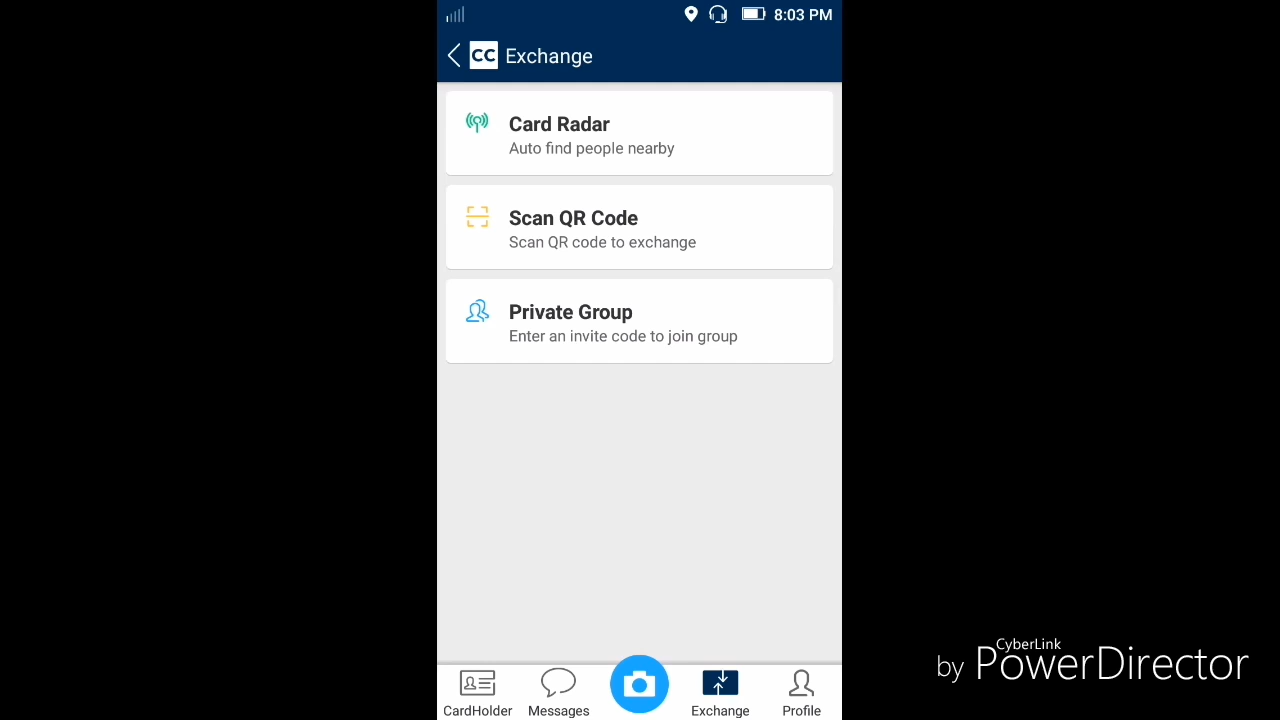 8:03 PM
CC Exchange
Card Radar
Auto find people nearby
Scan QR Code
Scan QR code to exchange
Private Group
Enter an invite code to join group
CardHolder
Messages
Exchange
Profile
CyberLink
by PowerDirector